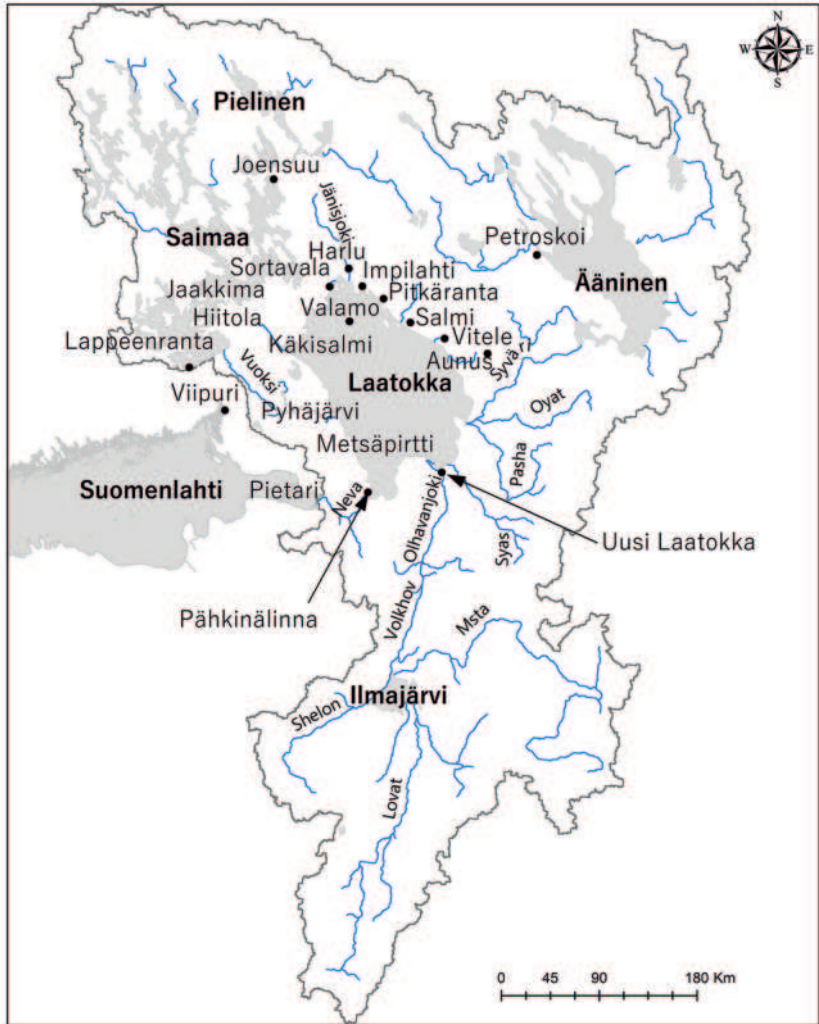 N
W E
S
Pielinen
Joensuu
Jänisjoki
Saimaa
Petroskoi
Harlu
Sortavala
Impilahti
Ääninen
Jaakkima
Pitkäranta
Valamo
Hiitola
Salmi
Vitele
Käkisalmi
Lappeenranta
Aunus
Syväri
Vuoksi
Laatokka
Viipuri
Oyat
Pyhäjärvi
Metsäpirtti
Pasha
Suomenlahti
Pietari
Neva
Olhavanjoki
Syas
Uusi Laatokka
Pähkinälinna
Volkhov
Msta
Ilmajärvi
Shelon
Lovat
0 45 90 180 Km